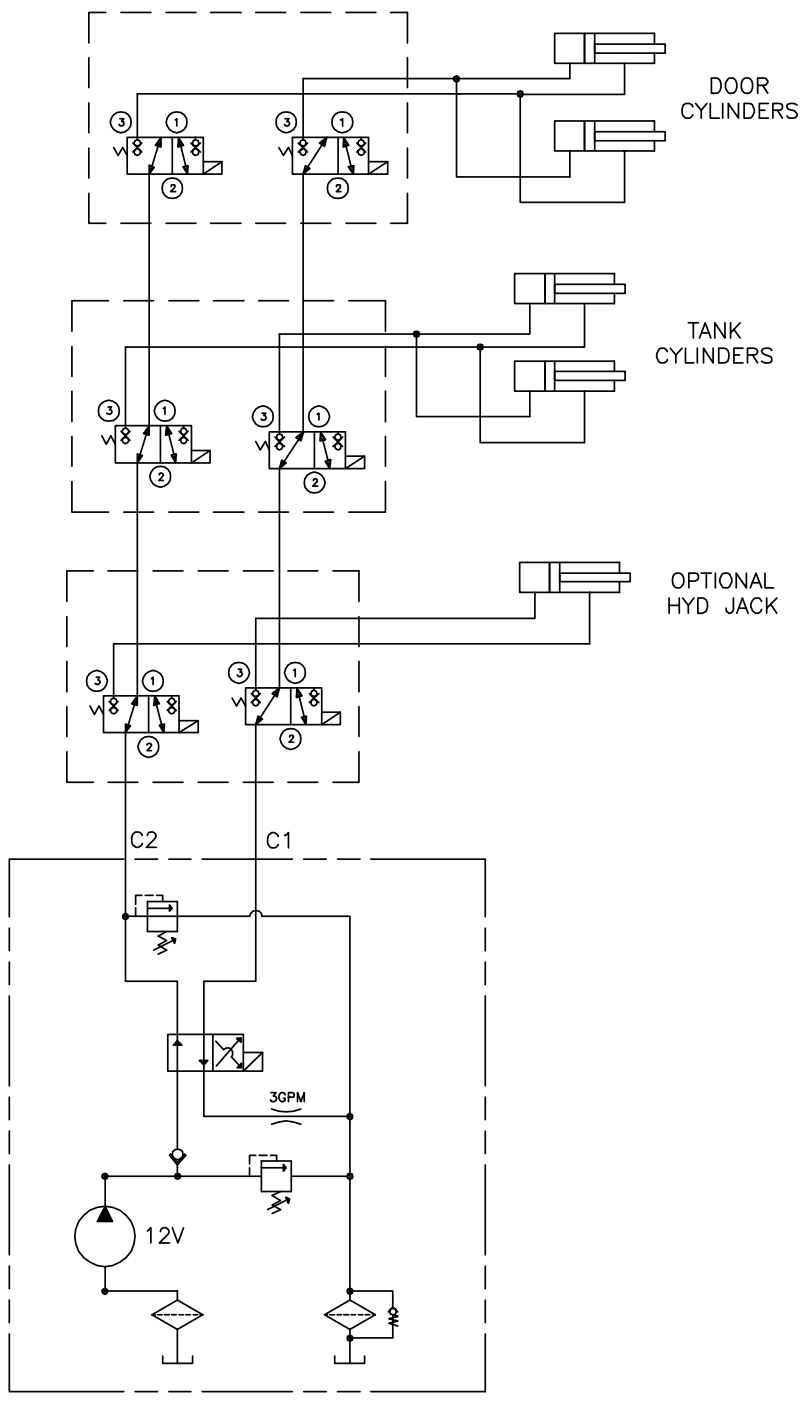 DOOR
CYLINDERS
3 1 3 1
2 2
TANK
CYLINDERS
3 1 3 1
2 2
OPTIONAL
HYD JACK
3 1 3 1
2 2
C2 C1
3GPM
12V